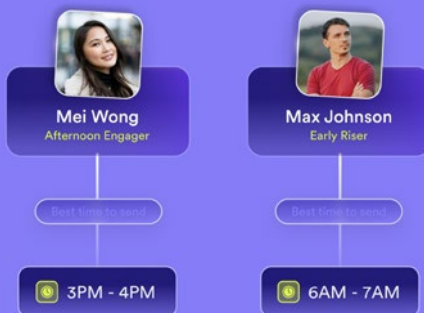 Mei Wong
Afternoon Engager
Best time to send
3PM - 4PM
Max Johnson
Early Riser
Best time to send
6AM - 7AM